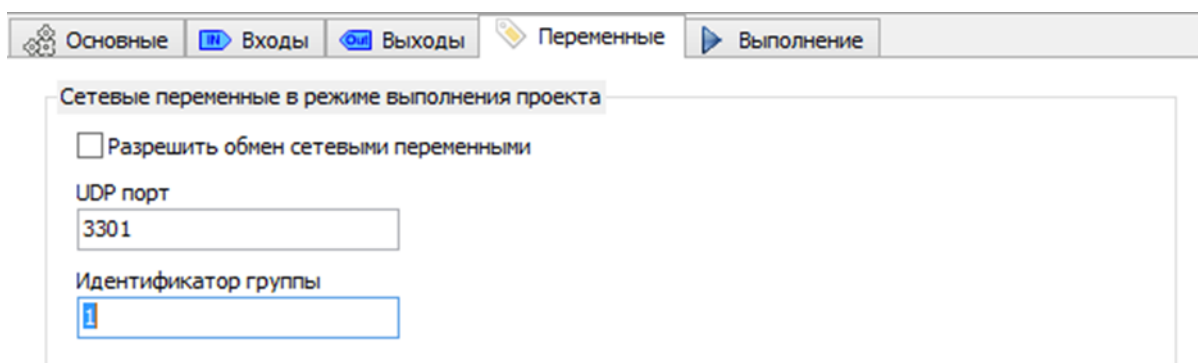 Основные IN Входы Out Выходы Переменные Выполнение
Сетевые переменные в режиме выполнения проекта
Разрешить обмен сетевыми переменными
UDP порт
3301
Идентификатор группы
1